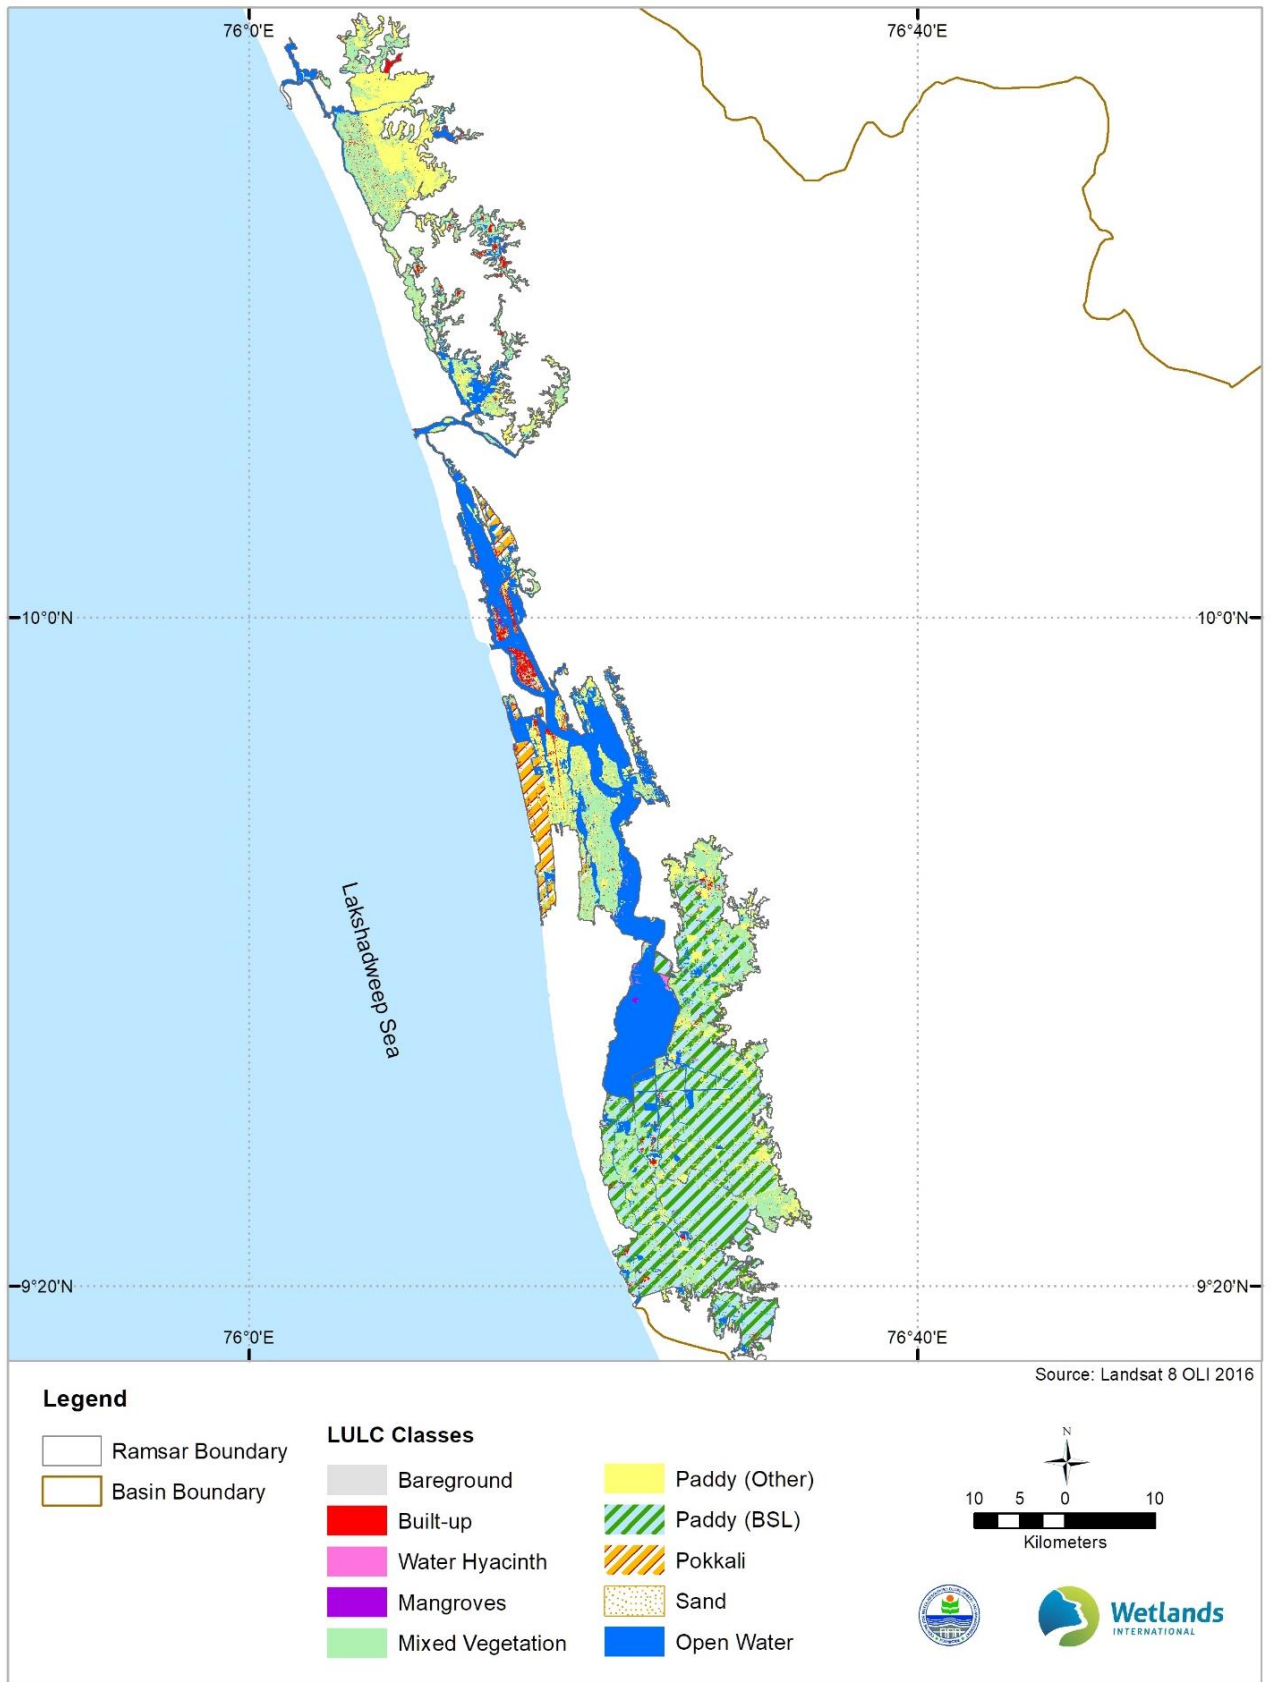 76°0'E
76°40'E
10°0'N
10°0'N
Lakshadweep Sea
9°20'N
9°20'N
76°0'E
76°40'E
Source: Landsat 8 OLI 2016
Legend
Ramsar Boundary
Basin Boundary
LULC Classes
Bareground
Built-up
Water Hyacinth
Mangroves
Mixed Vegetation
Paddy (Other)
Paddy (BSL)
Pokkali
Sand
Open Water
N
10 5 0 10
Kilometers
Wetlands
INTERNATIONAL